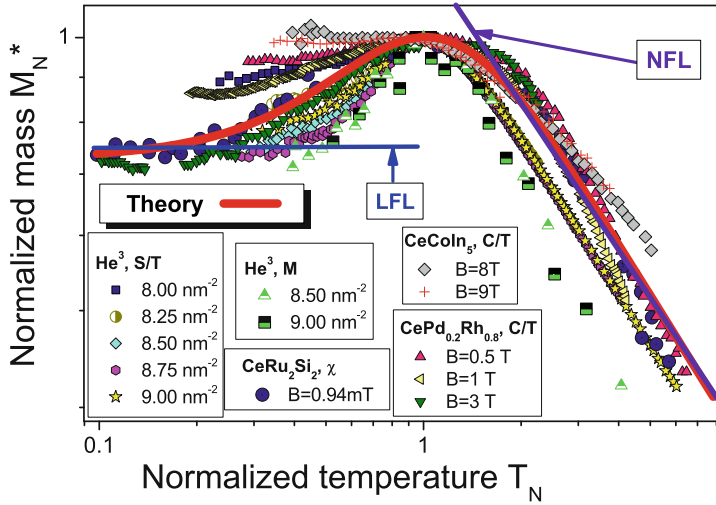 Normalized mass M_N*
1
NFL
LFL
Theory
He³, S/T
8.00 nm⁻²
8.25 nm⁻²
8.50 nm⁻²
8.75 nm⁻²
9.00 nm⁻²
He³, M
8.50 nm⁻²
9.00 nm⁻²
CeRu₂Si₂, χ
B=0.94mT
CeCoIn₅, C/T
B=8T
B=9T
CePd₀.₂Rh₀.₈, C/T
B=0.5 T
B=1 T
B=3 T
0.1
1
Normalized temperature T_N